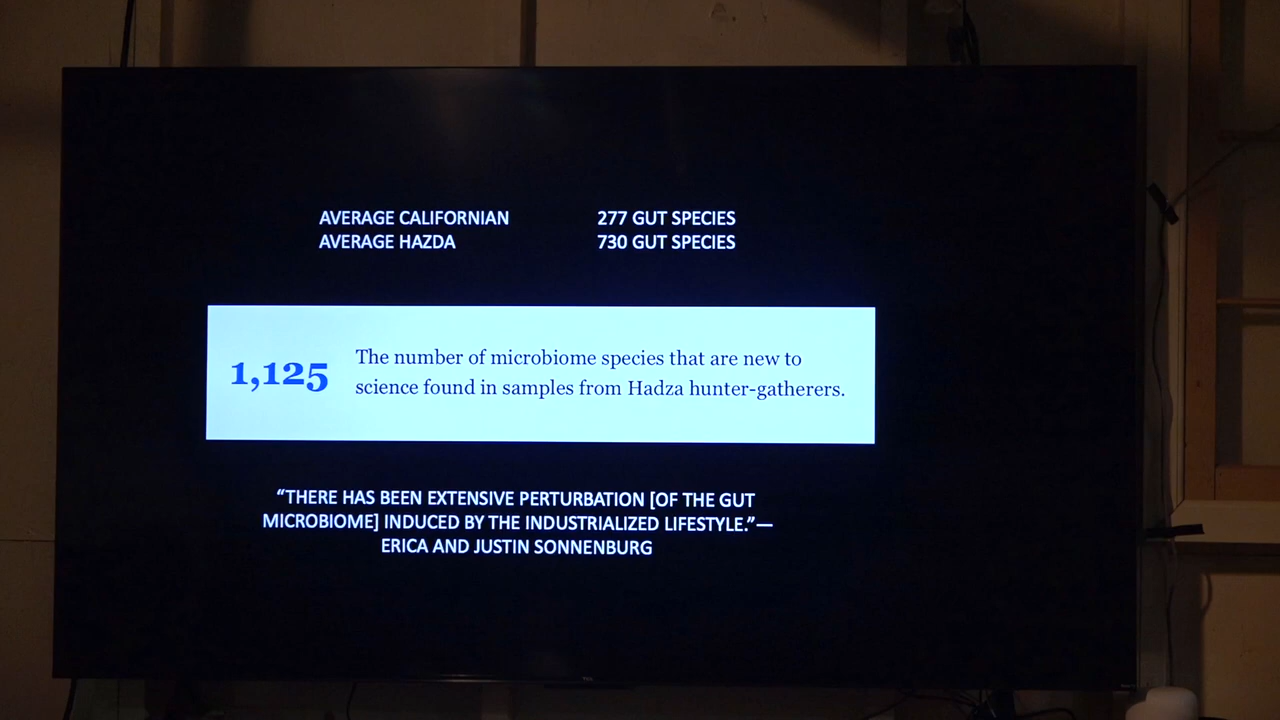 AVERAGE CALIFORNIAN 277 GUT SPECIES
AVERAGE HAZDA 730 GUT SPECIES
1,125
The number of microbiome species that are new to
science found in samples from Hadza hunter-gatherers.
“THERE HAS BEEN EXTENSIVE PERTURBATION [OF THE GUT
MICROBIOME] INDUCED BY THE INDUSTRIALIZED LIFESTYLE.”—
ERICA AND JUSTIN SONNENBURG